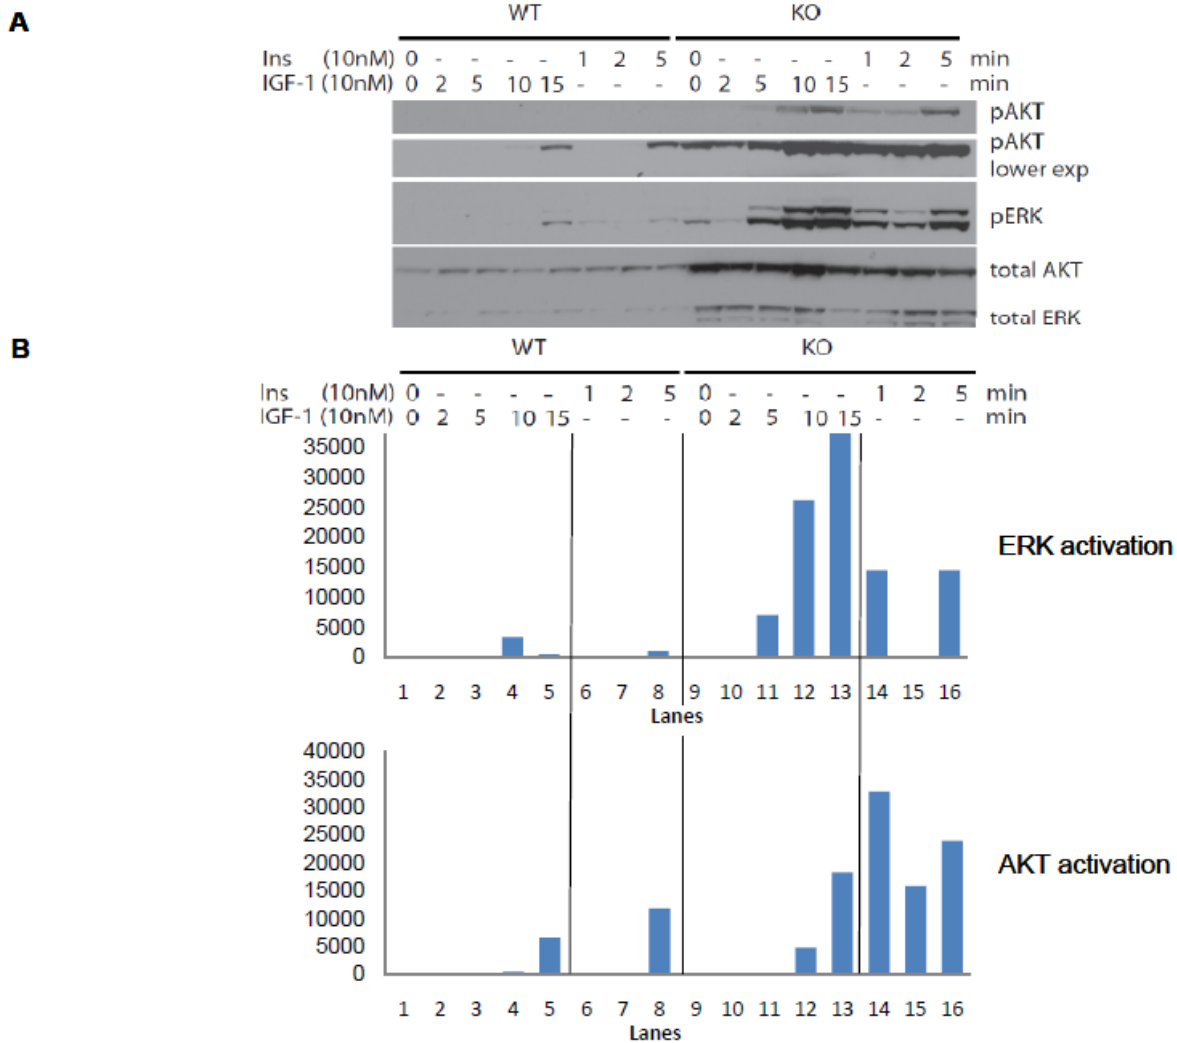 A
WT KO
Ins (10nM) 0 - - - - 1 2 5 0 - - - - 1 2 5 min
IGF-1 (10nM) 0 2 5 10 15 - - - 0 2 5 10 15 - - - min
pAKT
pAKT
lower exp
pERK
total AKT
total ERK
B
WT KO
Ins (10nM) 0 - - - - 1 2 5 0 - - - - 1 2 5 min
IGF-1 (10nM) 0 2 5 10 15 - - - 0 2 5 10 15 - - - min
35000
30000
25000
20000
15000
10000
5000
0
ERK activation
1 2 3 4 5 6 7 8 9 10 11 12 13 14 15 16
Lanes
40000
35000
30000
25000
20000
15000
10000
5000
0
AKT activation
1 2 3 4 5 6 7 8 9 10 11 12 13 14 15 16
Lanes